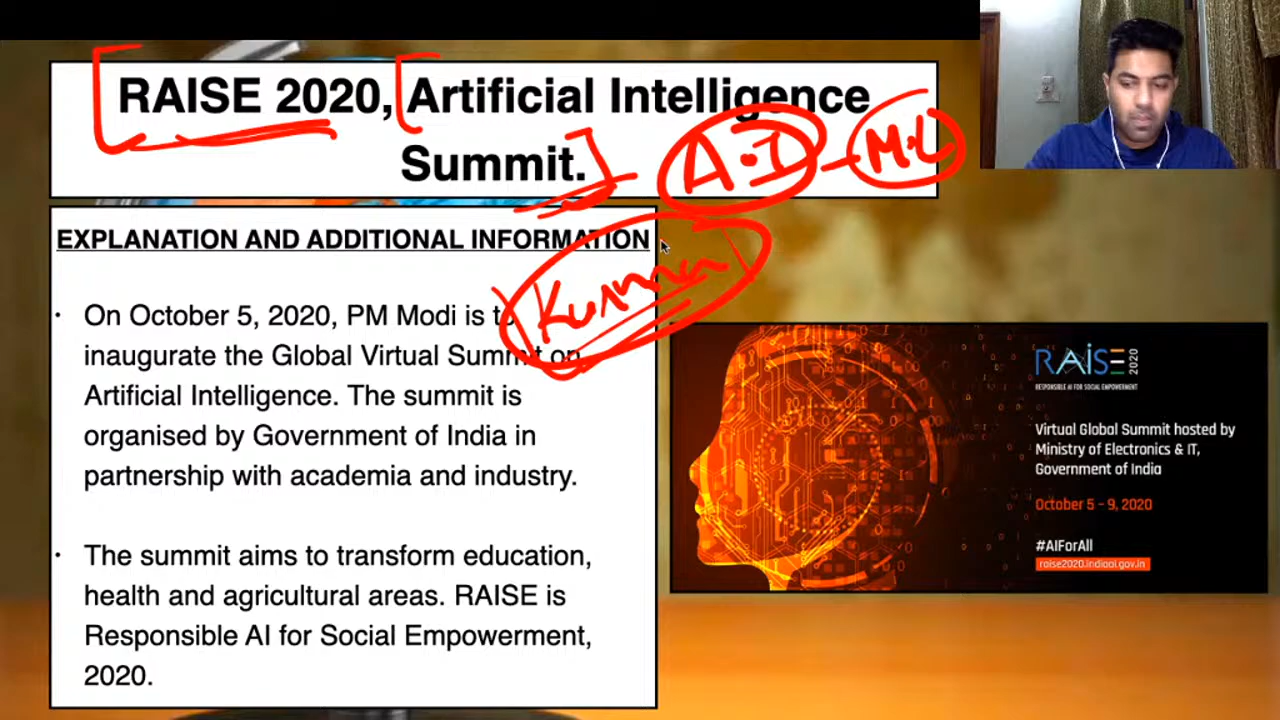 RAISE 2020, Artificial Intelligence
Summit.
A.I - M.L
EXPLANATION AND ADDITIONAL INFORMATION
• On October 5, 2020, PM Modi is to
inaugurate the Global Virtual Summit on
Artificial Intelligence. The summit is
organised by Government of India in
partnership with academia and industry.
• The summit aims to transform education,
health and agricultural areas. RAISE is
Responsible AI for Social Empowerment,
2020.
RAISE 2020
RESPONSIBLE AI FOR SOCIAL EMPOWERMENT
Virtual Global Summit hosted by
Ministry of Electronics & IT,
Government of India
October 5 - 9, 2020
#AIForAll
raise2020.indiaai.gov.in